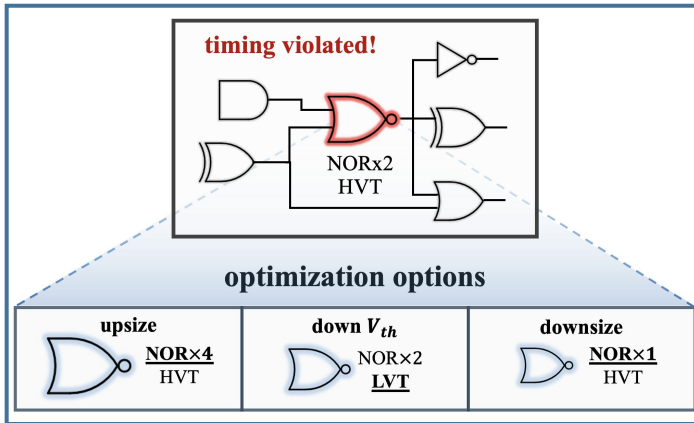 timing violated!
NORx2
HVT
optimization options
upsize
NOR×4
HVT
down V_th
NOR×2
LVT
downsize
NOR×1
HVT